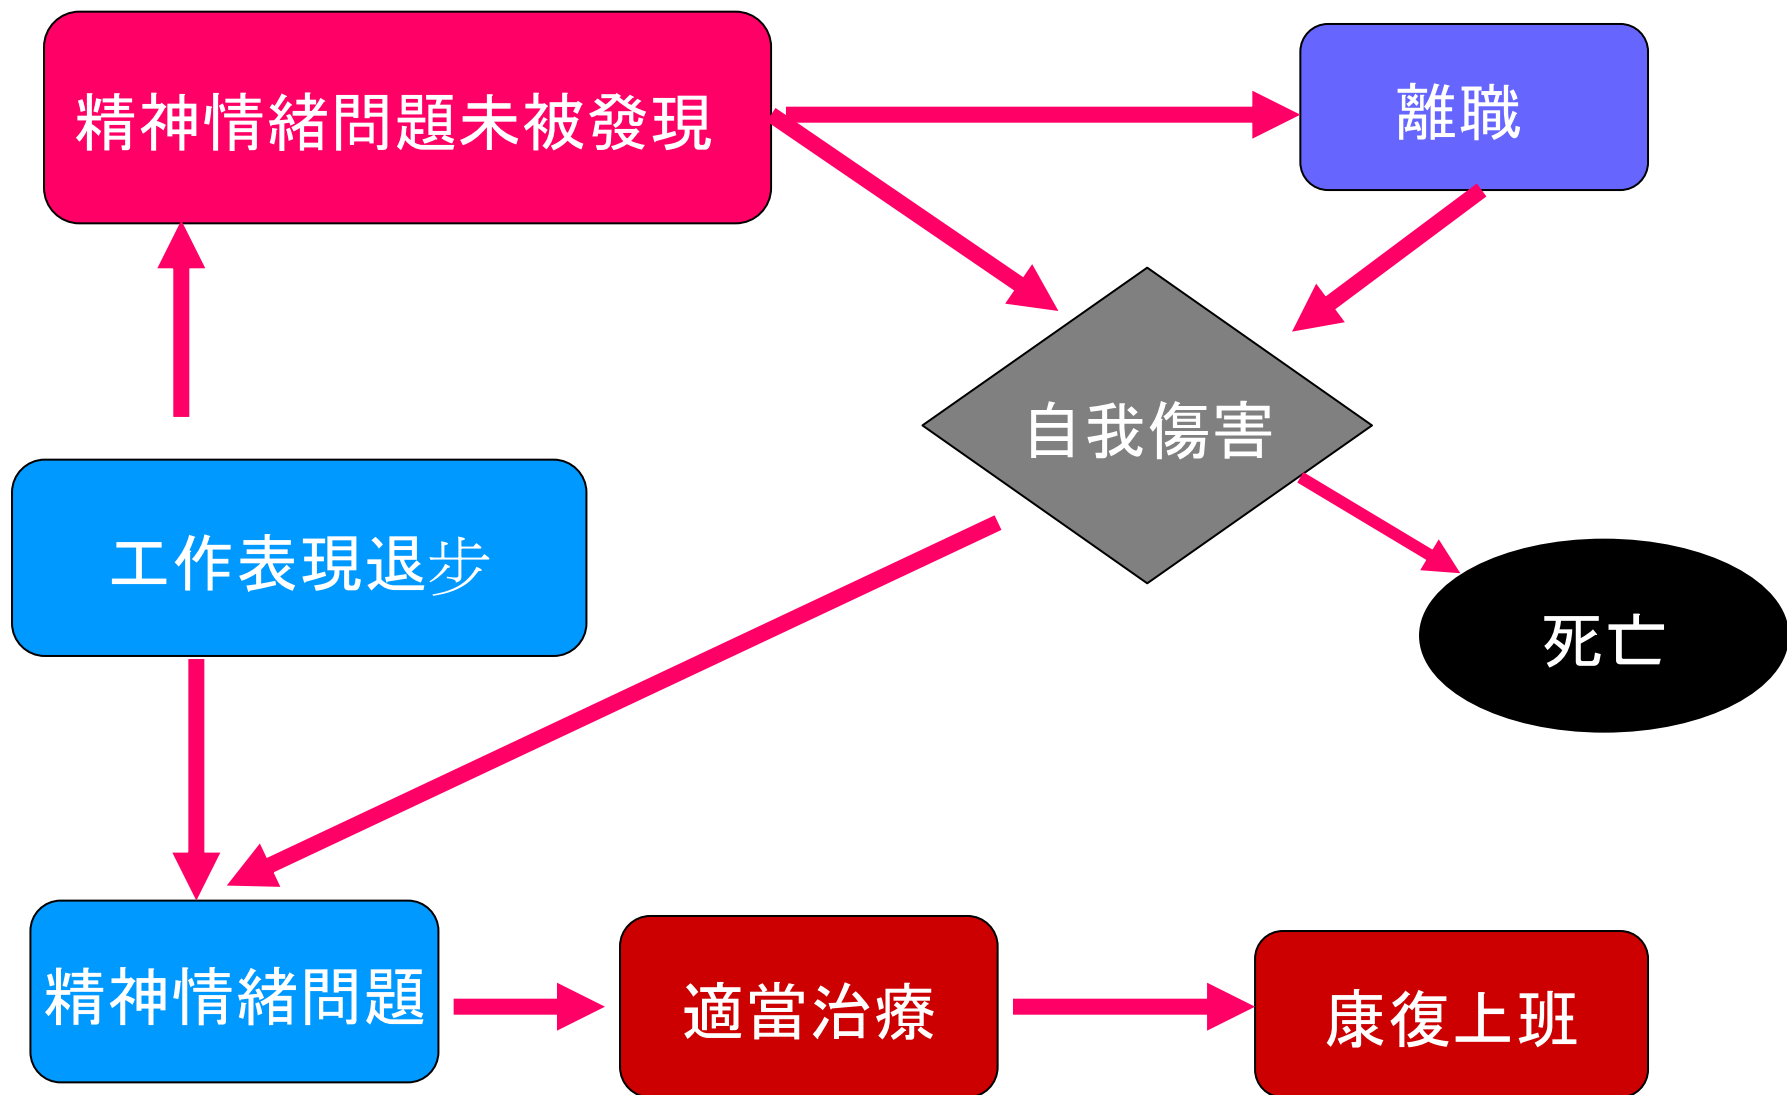 精神情緒問題未被發現
離職
自我傷害
工作表現退步
死亡
精神情緒問題
適當治療
康復上班